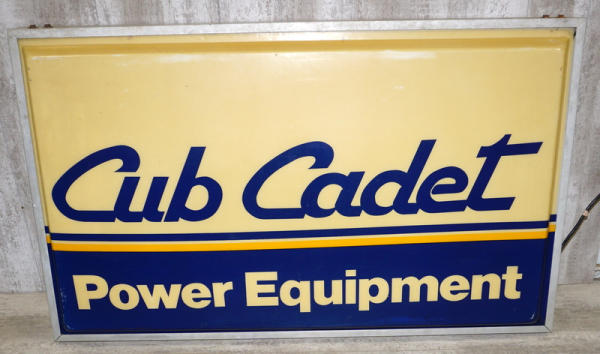 Cub Cadet
Power Equipment